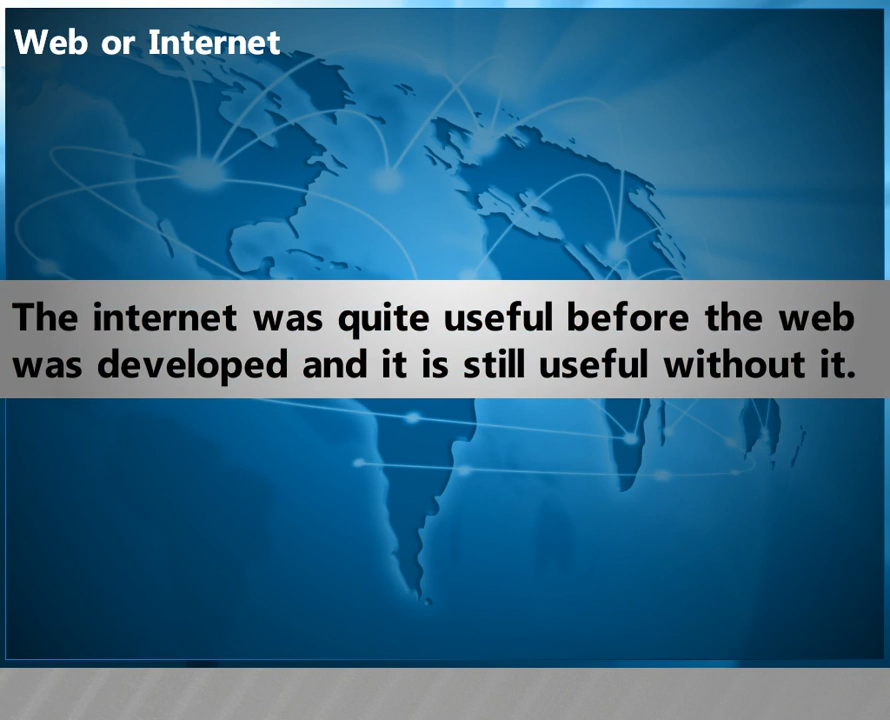 Web or Internet
The internet was quite useful before the web
was developed and it is still useful without it.